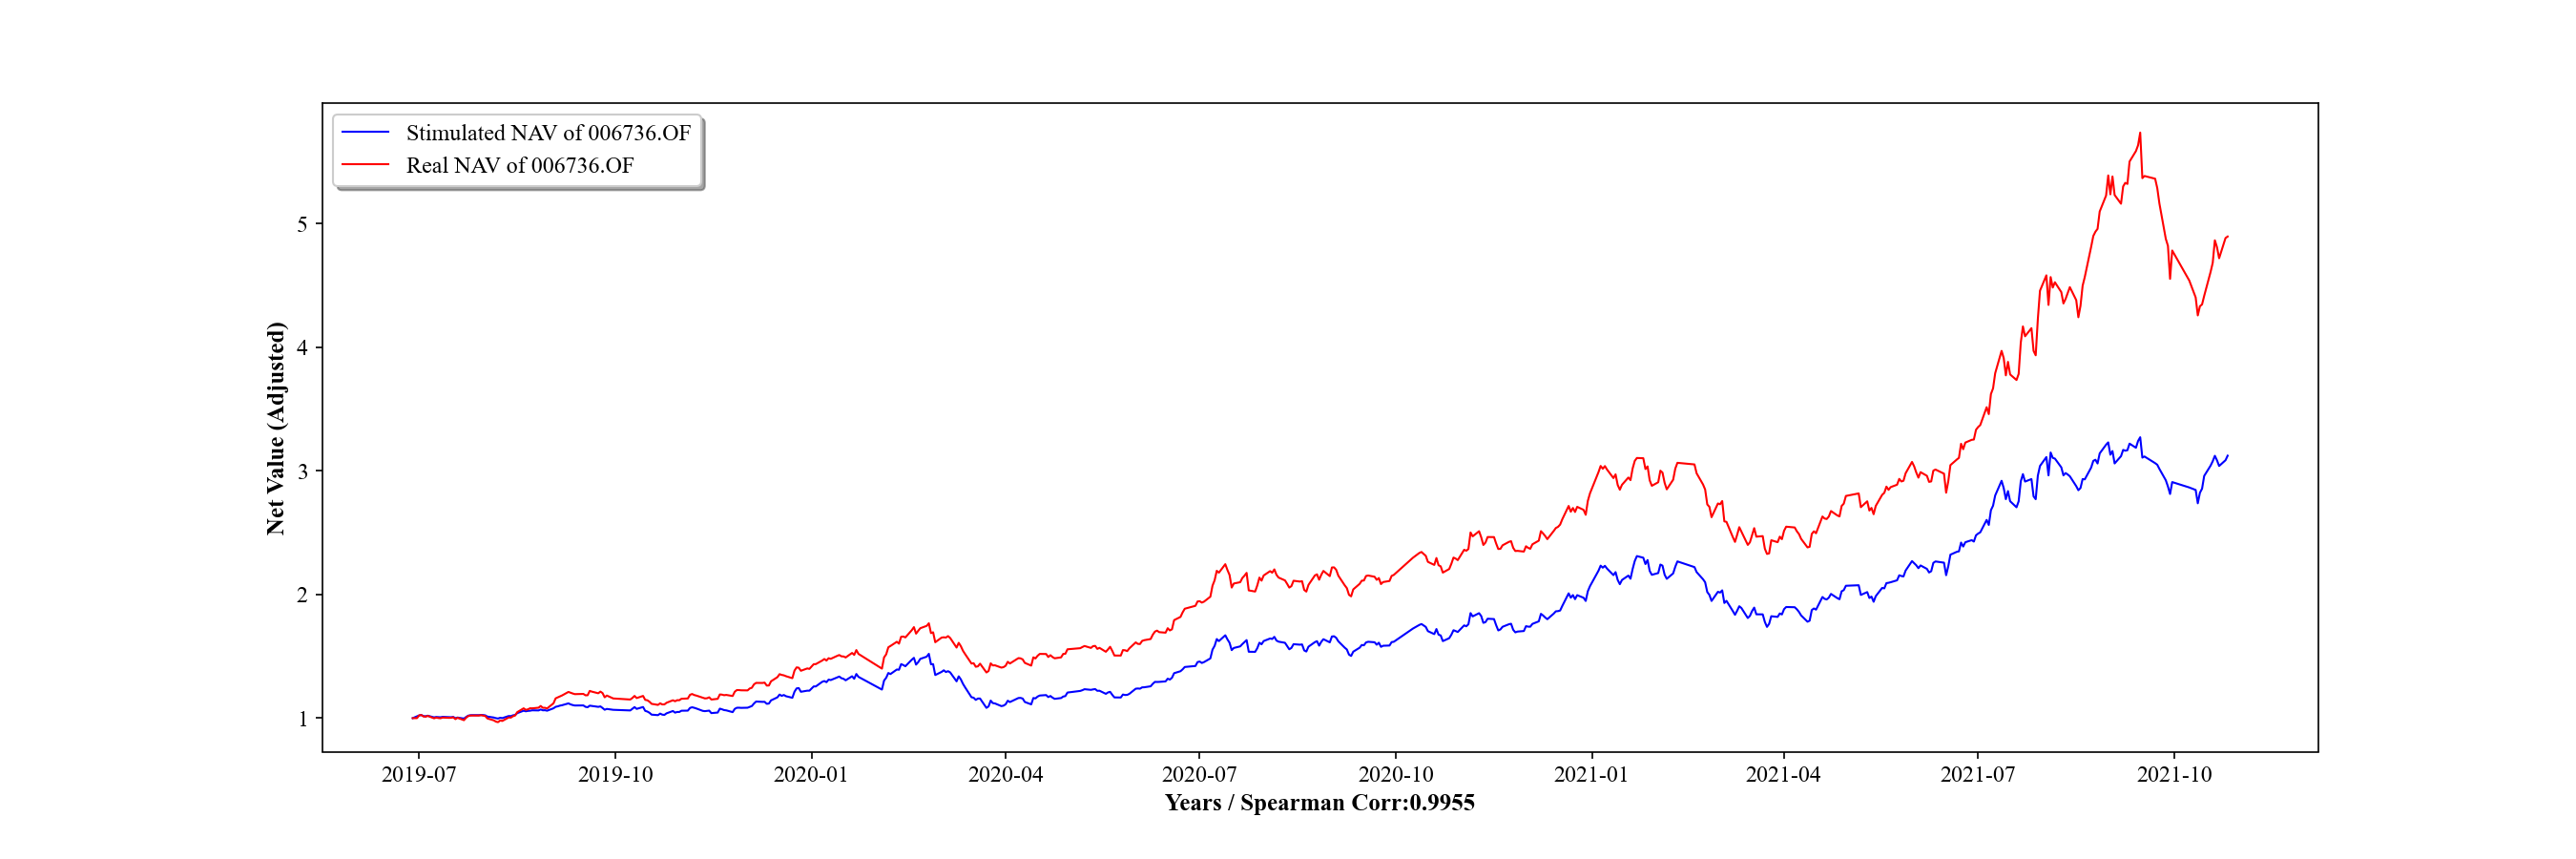 Stimulated NAV of 006736.OF
Real NAV of 006736.OF
Net Value (Adjusted)
5
4
3
2
1
2019-07 2019-10 2020-01 2020-04 2020-07 2020-10 2021-01 2021-04 2021-07 2021-10
Years / Spearman Corr:0.9955